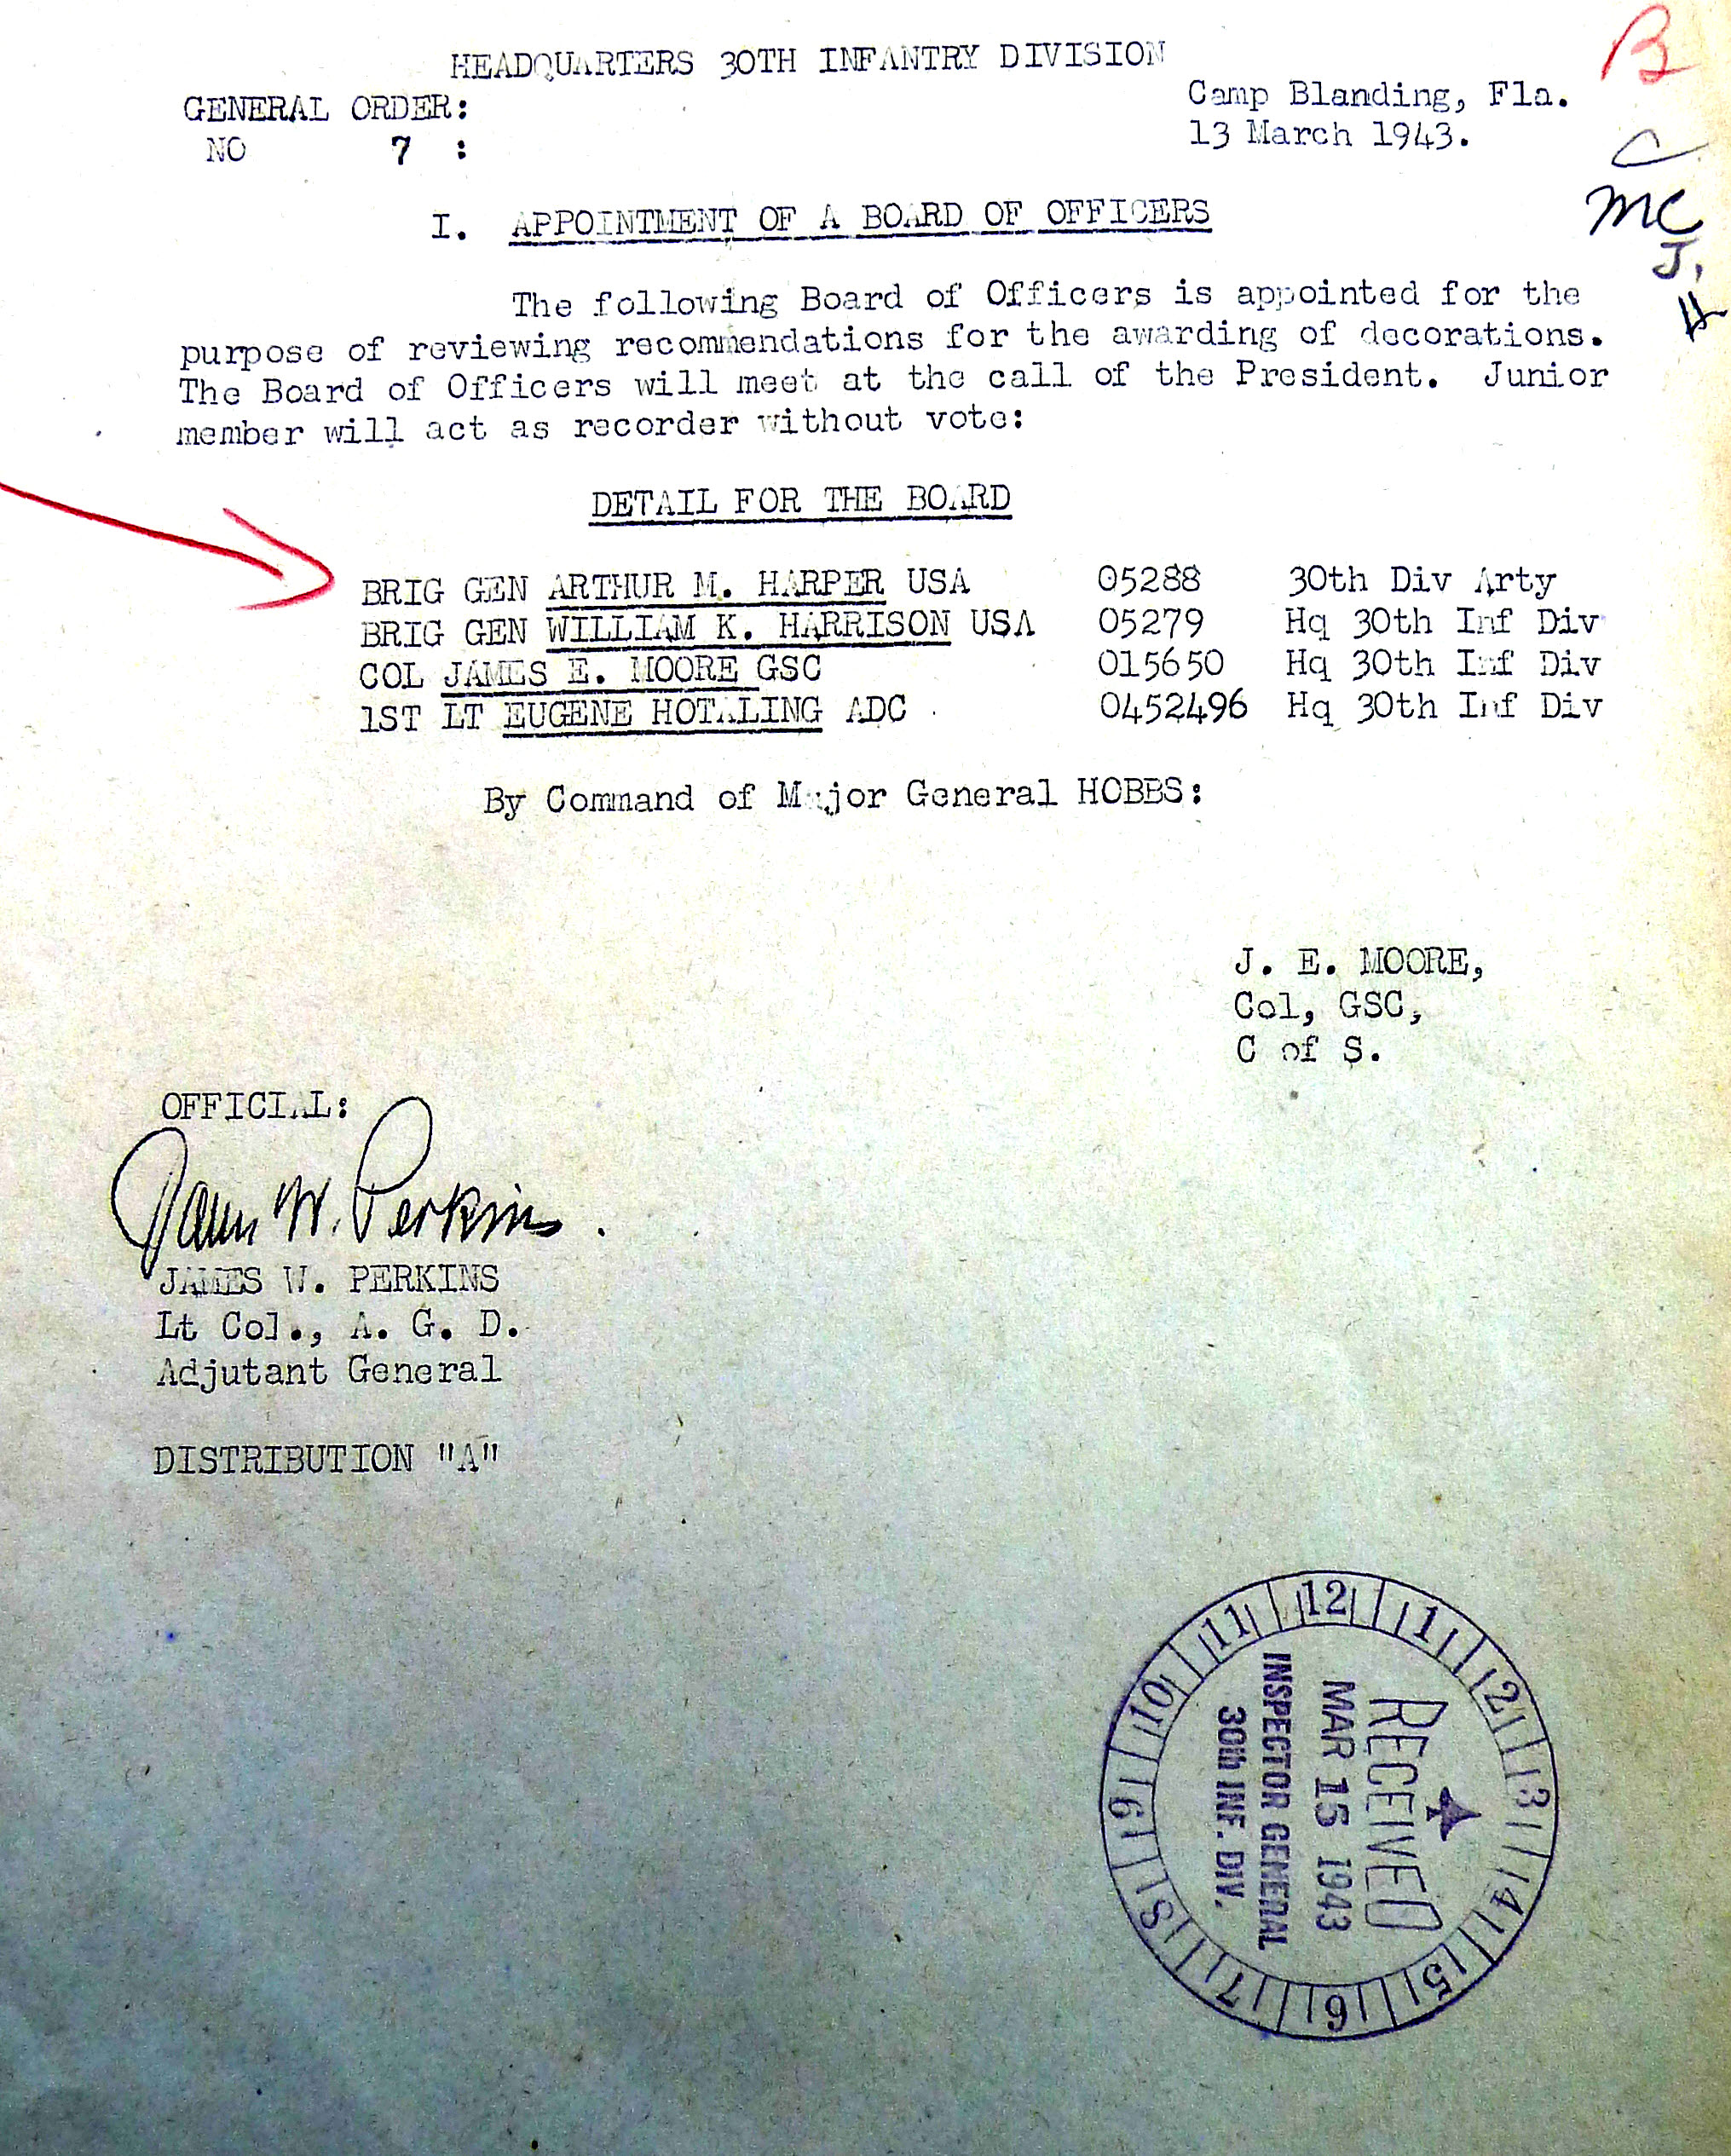 HEADQUARTERS 30TH INFANTRY DIVISION
GENERAL ORDER:
NO 7 :
Camp Blanding, Fla.
13 March 1943.
B
C
MC
J.
I. APPOINTMENT OF A BOARD OF OFFICERS
The following Board of Officers is appointed for the
purpose of reviewing recommendations for the awarding of decorations.
The Board of Officers will meet at the call of the President. Junior
member will act as recorder without vote:
DETAIL FOR THE BOARD
BRIG GEN ARTHUR M. HARPER USA 05288 30th Div Arty
BRIG GEN WILLIAM K. HARRISON USA 05279 Hq 30th Inf Div
COL JAMES E. MOORE GSC 015650 Hq 30th Inf Div
1ST LT EUGENE HOTALING ADC 0452496 Hq 30th Inf Div
By Command of Major General HOBBS:
J. E. MOORE,
Col, GSC,
C of S.
OFFICIAL:
James W. Perkins.
JAMES W. PERKINS
Lt Col., A. G. D.
Adjutant General
DISTRIBUTION "A"
12 1 2 3 4 5 6 7 8 9 10 11
RECEIVED
MAR 15 1943
INSPECTOR GENERAL
30th INF. DIV.